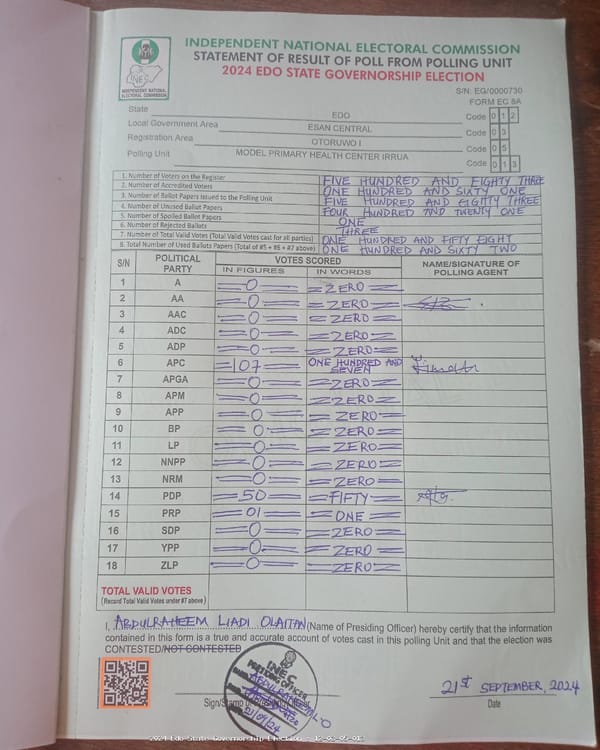 INDEPENDENT NATIONAL ELECTORAL COMMISSION
STATEMENT OF RESULT OF POLL FROM POLLING UNIT
2024 EDO STATE GOVERNORSHIP ELECTION
INEC
INDEPENDENT NATIONAL
ELECTORAL COMMISSION
S/N: EG/0000730
FORM EC 8A
State EDO Code 0 1 2
Local Government Area ESAN CENTRAL Code 0 3
Registration Area OTORUWO I Code 0 5
Polling Unit MODEL PRIMARY HEALTH CENTER IRRUA Code 0 1 3
1. Number of Voters on the Register FIVE HUNDRED AND EIGHTY THREE
2. Number of Accredited Voters ONE HUNDRED AND SIXTY ONE
3. Number of Ballot Papers Issued to the Polling Unit FIVE HUNDRED AND EIGHTY THREE
4. Number of Unused Ballot Papers FOUR HUNDRED AND TWENTY ONE
5. Number of Spoiled Ballot Papers ONE
6. Number of Rejected Ballots THREE
7. Number of Total Valid Votes (Total Valid Votes cast for all parties) ONE HUNDRED AND FIFTY EIGHT
8. Total Number of Used Ballots Papers (Total of #5 + #6 + #7 above) ONE HUNDRED AND SIXTY TWO
S/N POLITICAL PARTY VOTES SCORED NAME/SIGNATURE OF POLLING AGENT
IN FIGURES IN WORDS
1 A 0 ZERO
2 AA 0 ZERO
3 AAC 0 ZERO
4 ADC 0 ZERO
5 ADP 0 ZERO
6 APC 107 ONE HUNDRED AND SEVEN
7 APGA 0 ZERO
8 APM 0 ZERO
9 APP 0 ZERO
10 BP 0 ZERO
11 LP 0 ZERO
12 NNPP 0 ZERO
13 NRM 0 ZERO
14 PDP 50 FIFTY
15 PRP 01 ONE
16 SDP 0 ZERO
17 YPP 0 ZERO
18 ZLP 0 ZERO
TOTAL VALID VOTES
(Record Total Valid Votes under #7 above)
I, ABDULRAHEEM LIADI OLAITAN (Name of Presiding Officer) hereby certify that the information
contained in this form is a true and accurate account of votes cast in this polling Unit and that the election was
CONTESTED/NOT CONTESTED
INEC
PRESIDING OFFICER
21/09/24
21st SEPTEMBER, 2024
Sign/Stamp
Date
2024 Edo State Governorship Election - 12-03-05-013